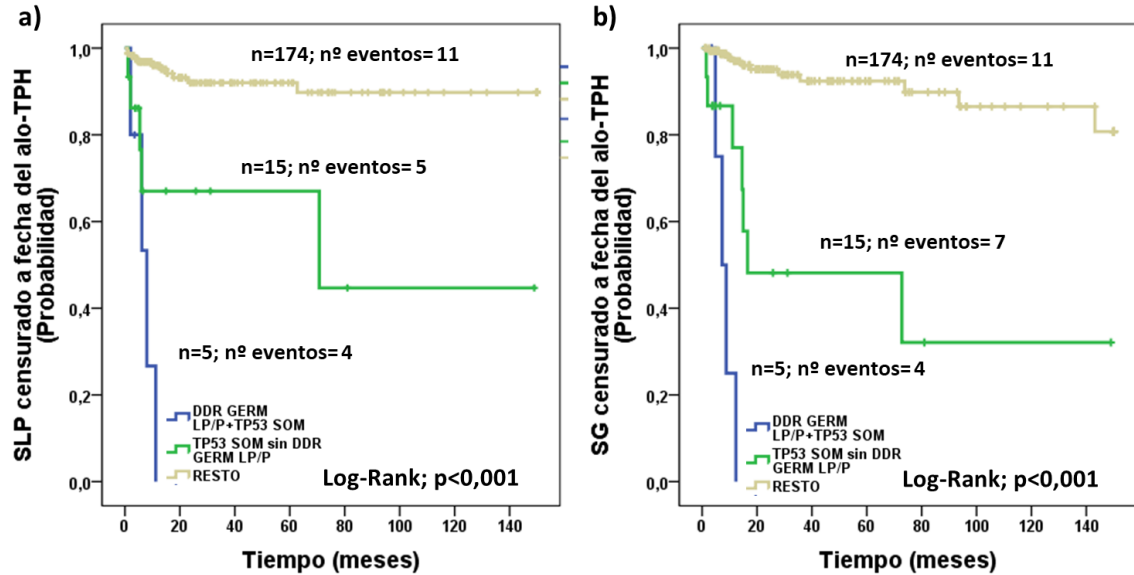 a)
SLP censurado a fecha del alo-TPH
(Probabilidad)
1,0
0,8
0,6
0,4
0,2
0,0
n=174; nº eventos= 11
n=15; nº eventos= 5
n=5; nº eventos= 4
DDR GERM
LP/P+TP53 SOM
TP53 SOM sin DDR
GERM LP/P
RESTO
Log-Rank; p<0,001
0 20 40 60 80 100 120 140
Tiempo (meses)
b)
SG censurado a fecha del alo-TPH
(Probabilidad)
1,0
0,8
0,6
0,4
0,2
0,0
n=174; nº eventos= 11
n=15; nº eventos= 7
n=5; nº eventos= 4
DDR GERM
LP/P+TP53 SOM
TP53 SOM sin DDR
GERM LP/P
RESTO
Log-Rank; p<0,001
0 20 40 60 80 100 120 140
Tiempo (meses)